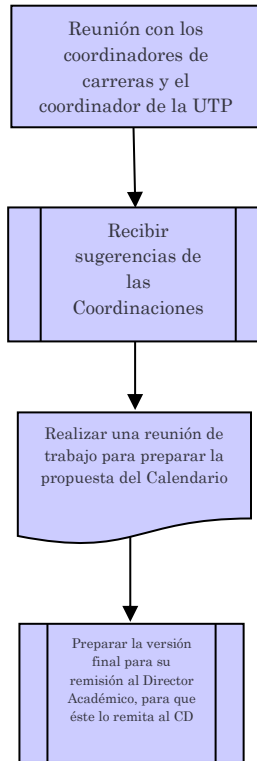 Reunión con los
coordinadores de
carreras y el
coordinador de la UTP
Recibir
sugerencias de
las
Coordinaciones
Realizar una reunión de
trabajo para preparar la
propuesta del Calendario
Preparar la versión
final para su
remisión al Director
Académico, para que
éste lo remita al CD